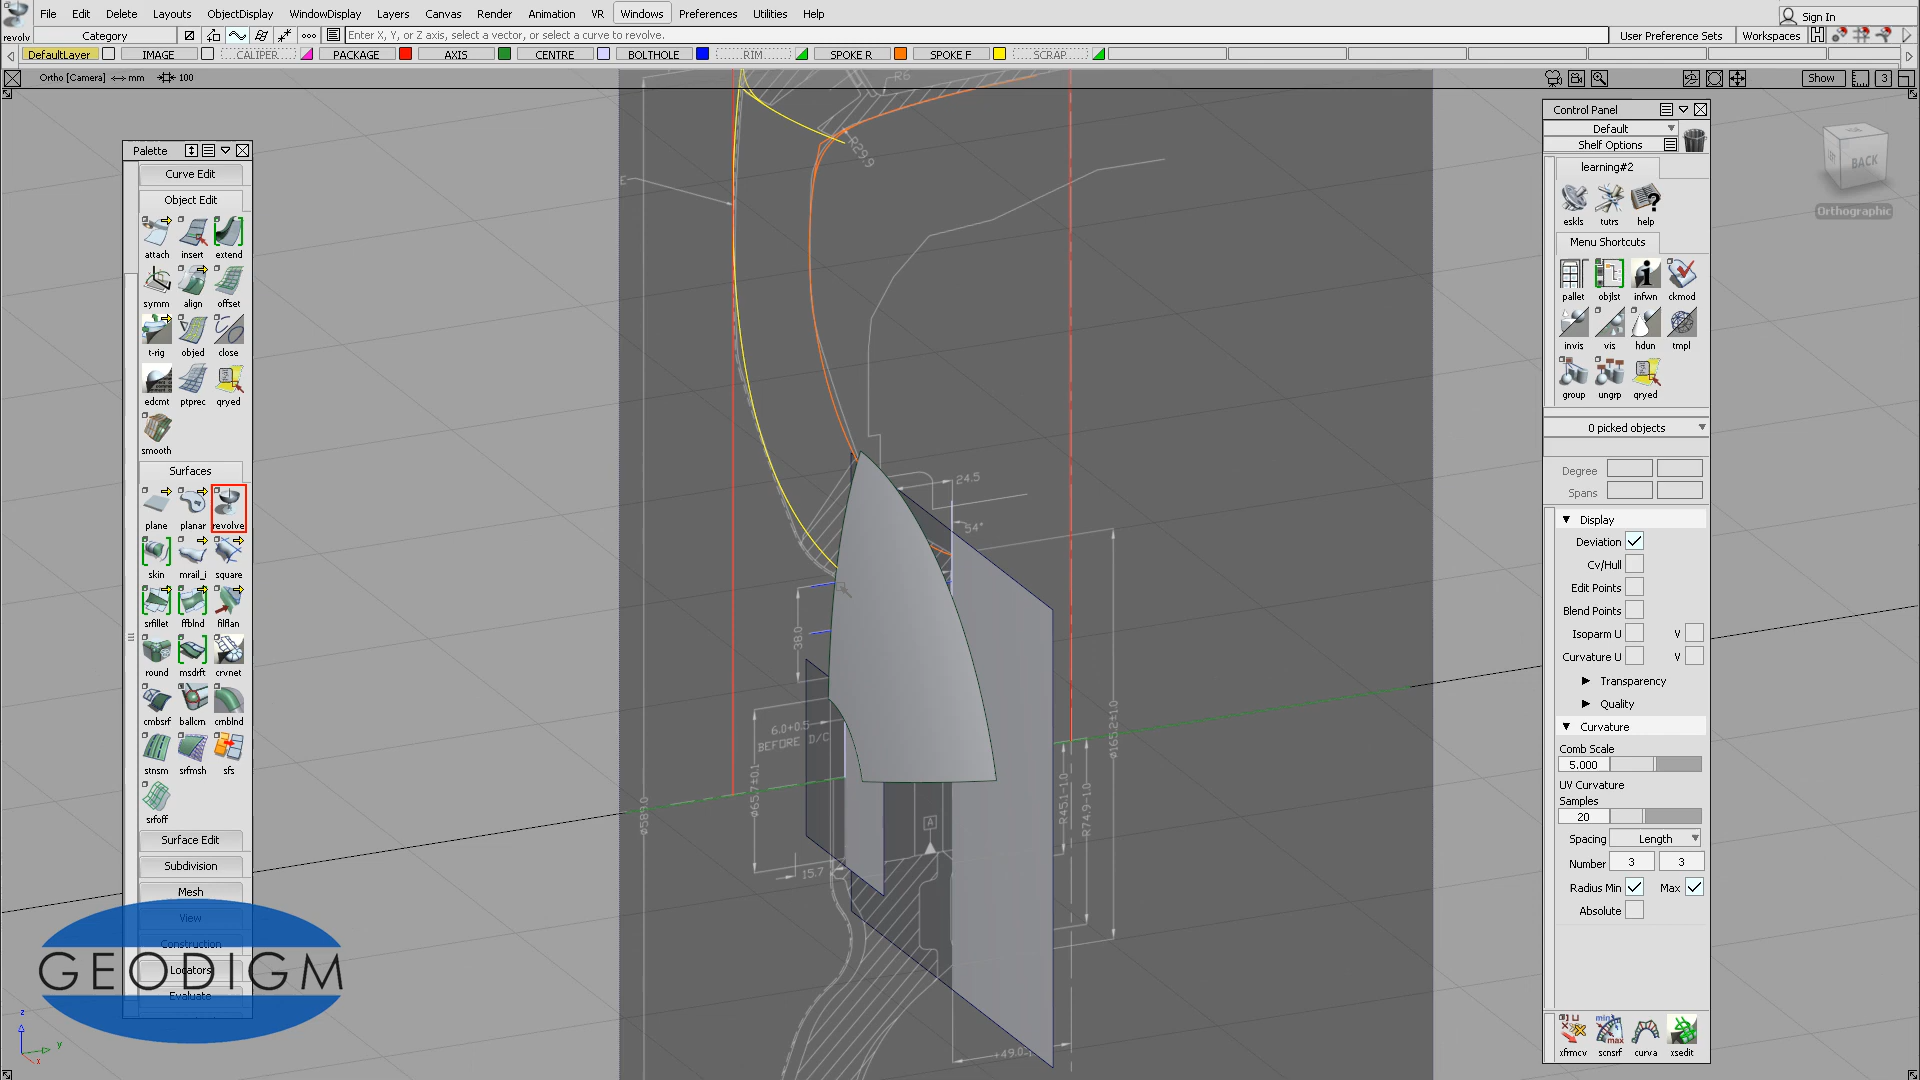 File Edit Delete Layouts ObjectDisplay WindowDisplay Layers Canvas Render Animation VR Windows Preferences Utilities Help
Sign In
revolv Category Enter X, Y, or Z axis, select a vector, or select a curve to revolve. User Preference Sets Workspaces
DefaultLayer IMAGE CALIPER PACKAGE AXIS CENTRE BOLTHOLE RIM SPOKE R SPOKE F SCRAP
Ortho [Camera] mm 100 Show 3
Palette
Curve Edit
Object Edit
attach insert extend
symm align offset
t-rig objed close
edcmt ptprec qryed
smooth
Surfaces
plane planar revolve
skin mrail_i square
srfillet ffblnd filflan
round msdrft crvnet
cmbsrf ballcrn crnblnd
stnsrn srfmsh sfs
srfoff
Surface Edit
Subdivision
Mesh
View
Construction
Locators
Evaluate
GEODIGM
z
y
x
R6
R29.9
E
24.5
54°
38.0
6.0+0.5
BEFORE D/C
ø65.7±0.1
ø589.0
15.7
A
R45.1-1.0
R74.9-1.0
ø165.2±1.0
+49.0
Control Panel
Default
Shelf Options
learning#2
eskls tutrs help
Menu Shortcuts
pallet objlst infwn ckmod
invis vis hdun tmpl
group ungrp qryed
0 picked objects
Degree
Spans
Display
Deviation
Cv/Hull
Edit Points
Blend Points
Isoparm U V
Curvature U V
Transparency
Quality
Curvature
Comb Scale
5.000
UV Curvature
Samples
20
Spacing Length
Number 3 3
Radius Min Max
Absolute
xfrmcv scnsrf curva xsedit
BACK
Orthographic